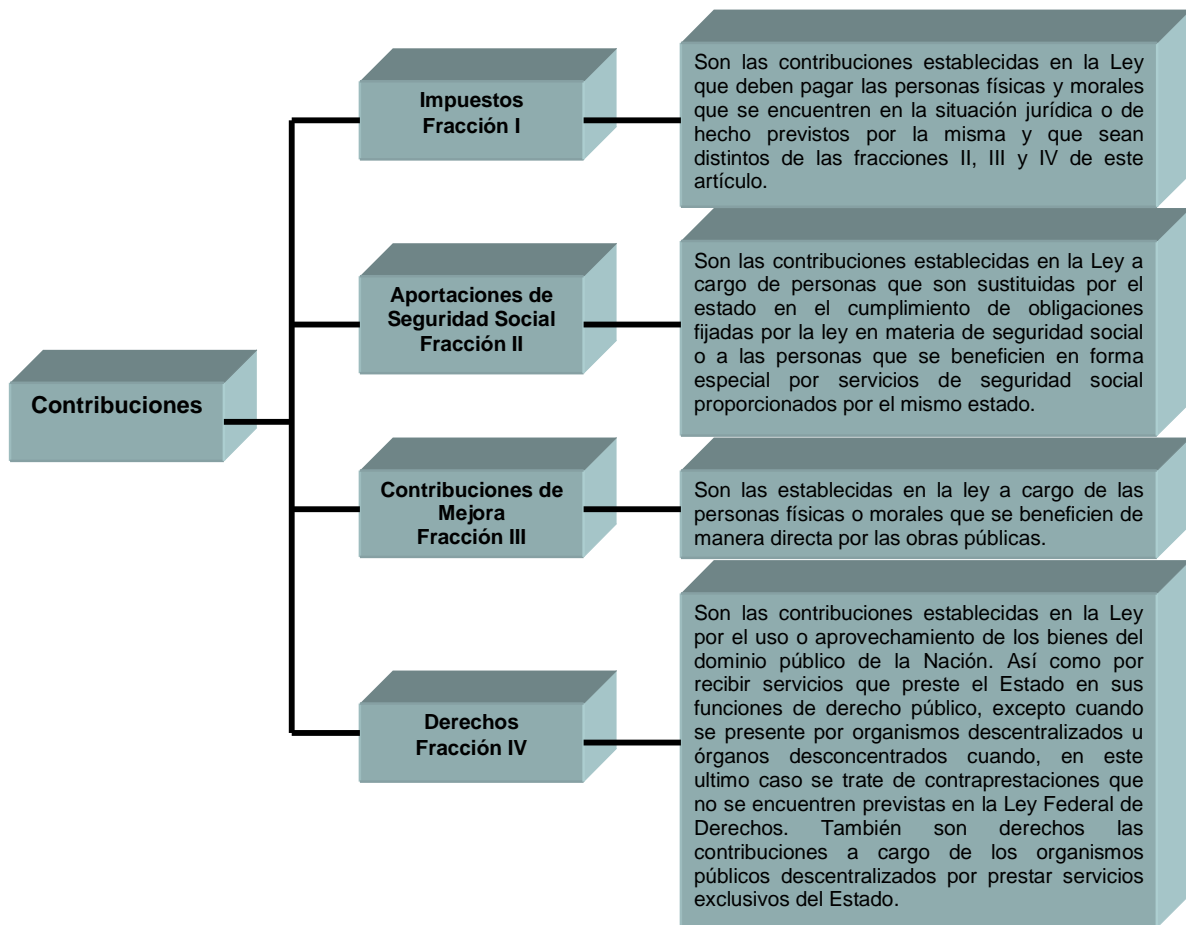 Contribuciones
Impuestos
Fracción I
Son las contribuciones establecidas en la Ley
que deben pagar las personas físicas y morales
que se encuentren en la situación jurídica o de
hecho previstos por la misma y que sean
distintos de las fracciones II, III y IV de este
artículo.
Aportaciones de
Seguridad Social
Fracción II
Son las contribuciones establecidas en la Ley a
cargo de personas que son sustituidas por el
estado en el cumplimiento de obligaciones
fijadas por la ley en materia de seguridad social
o a las personas que se beneficien en forma
especial por servicios de seguridad social
proporcionados por el mismo estado.
Contribuciones de
Mejora
Fracción III
Son las establecidas en la ley a cargo de las
personas físicas o morales que se beneficien de
manera directa por las obras públicas.
Derechos
Fracción IV
Son las contribuciones establecidas en la Ley
por el uso o aprovechamiento de los bienes del
dominio público de la Nación. Así como por
recibir servicios que preste el Estado en sus
funciones de derecho público, excepto cuando
se presente por organismos descentralizados u
órganos desconcentrados cuando, en este
ultimo caso se trate de contraprestaciones que
no se encuentren previstas en la Ley Federal de
Derechos. También son derechos las
contribuciones a cargo de los organismos
públicos descentralizados por prestar servicios
exclusivos del Estado.